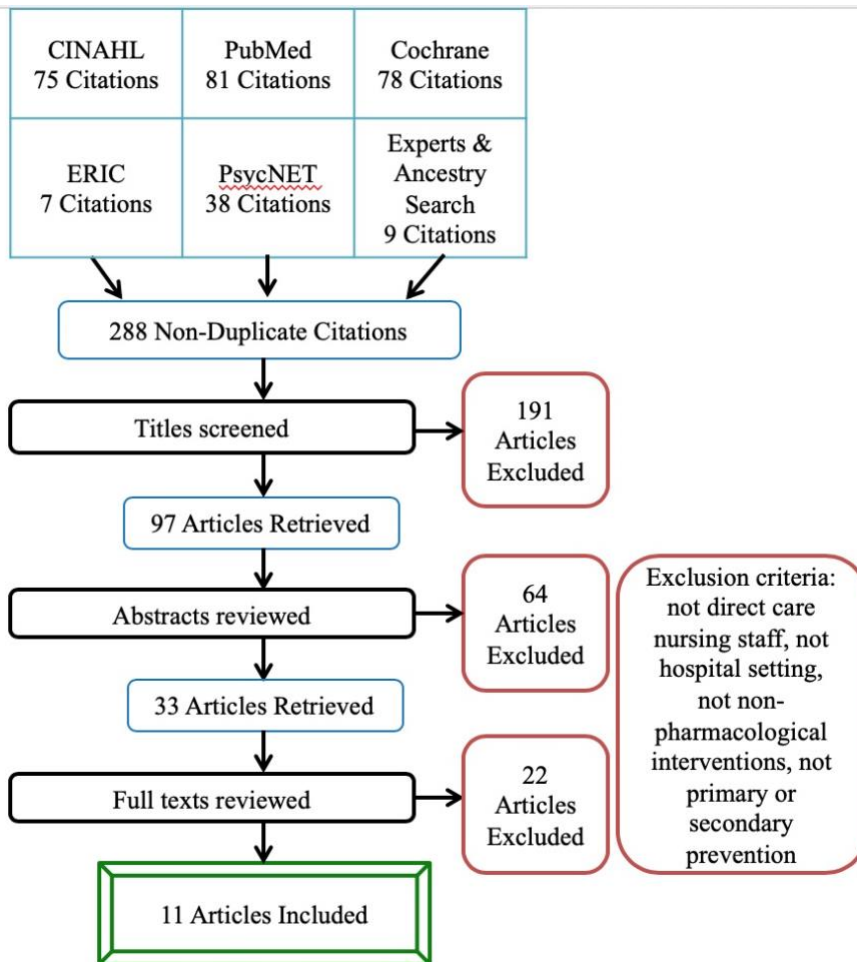 CINAHL
75 Citations
PubMed
81 Citations
Cochrane
78 Citations
ERIC
7 Citations
PsycNET
38 Citations
Experts &
Ancestry
Search
9 Citations
288 Non-Duplicate Citations
Titles screened
191
Articles
Excluded
97 Articles Retrieved
Abstracts reviewed
64
Articles
Excluded
33 Articles Retrieved
Full texts reviewed
22
Articles
Excluded
Exclusion criteria:
not direct care
nursing staff, not
hospital setting,
not non-
pharmacological
interventions, not
primary or
secondary
prevention
11 Articles Included